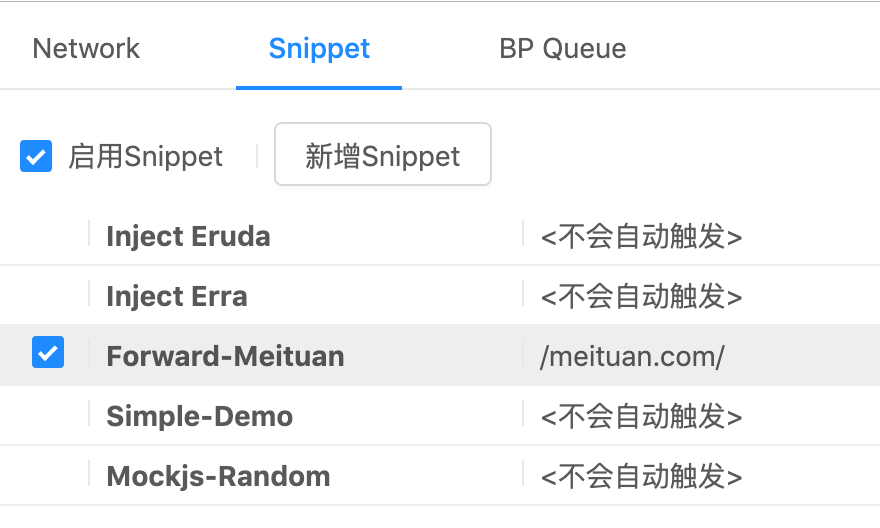 Network Snippet BP Queue
启用Snippet 新增Snippet
Inject Eruda <不会自动触发>
Inject Erra <不会自动触发>
Forward-Meituan /meituan.com/
Simple-Demo <不会自动触发>
Mockjs-Random <不会自动触发>